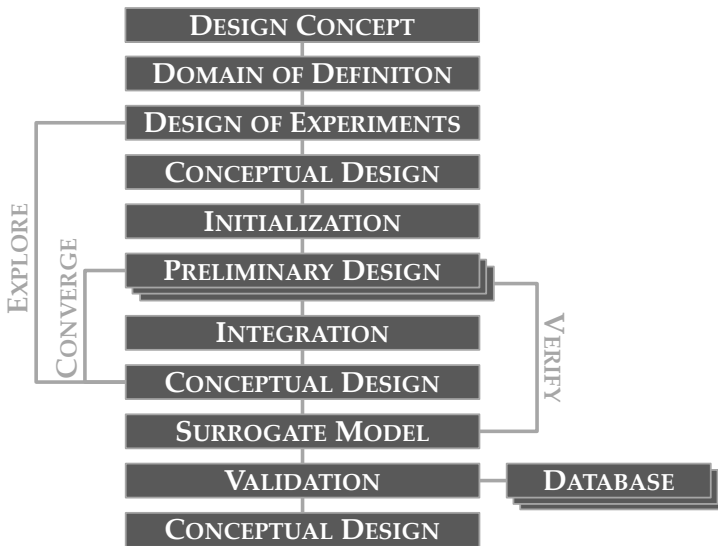 DESIGN CONCEPT
DOMAIN OF DEFINITON
DESIGN OF EXPERIMENTS
CONCEPTUAL DESIGN
INITIALIZATION
PRELIMINARY DESIGN
INTEGRATION
CONCEPTUAL DESIGN
SURROGATE MODEL
VALIDATION
DATABASE
CONCEPTUAL DESIGN
EXPLORE
CONVERGE
VERIFY